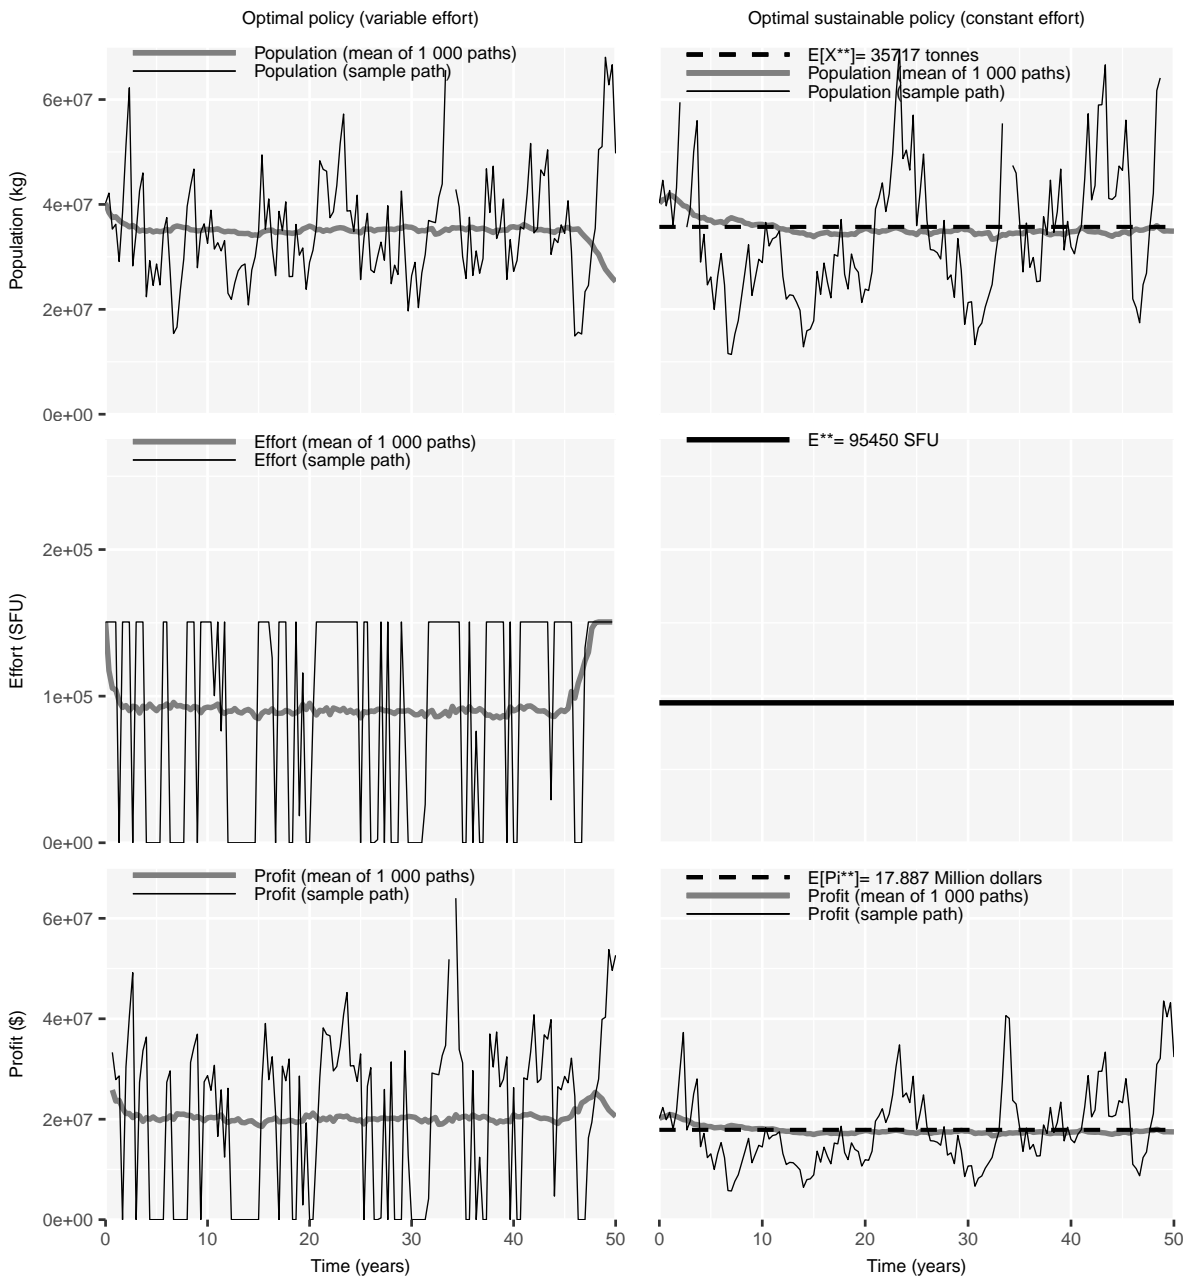 Optimal policy (variable effort)
Optimal sustainable policy (constant effort)
Population (mean of 1 000 paths)
Population (sample path)
E[X**]= 35717 tonnes
Population (mean of 1 000 paths)
Population (sample path)
Population (kg)
6e+07
4e+07
2e+07
0e+00
Effort (mean of 1 000 paths)
Effort (sample path)
E**= 95450 SFU
Effort (SFU)
2e+05
1e+05
0e+00
Profit (mean of 1 000 paths)
Profit (sample path)
E[Pi**]= 17.887 Million dollars
Profit (mean of 1 000 paths)
Profit (sample path)
Profit ($)
6e+07
4e+07
2e+07
0e+00
0 10 20 30 40 50
0 10 20 30 40 50
Time (years)
Time (years)